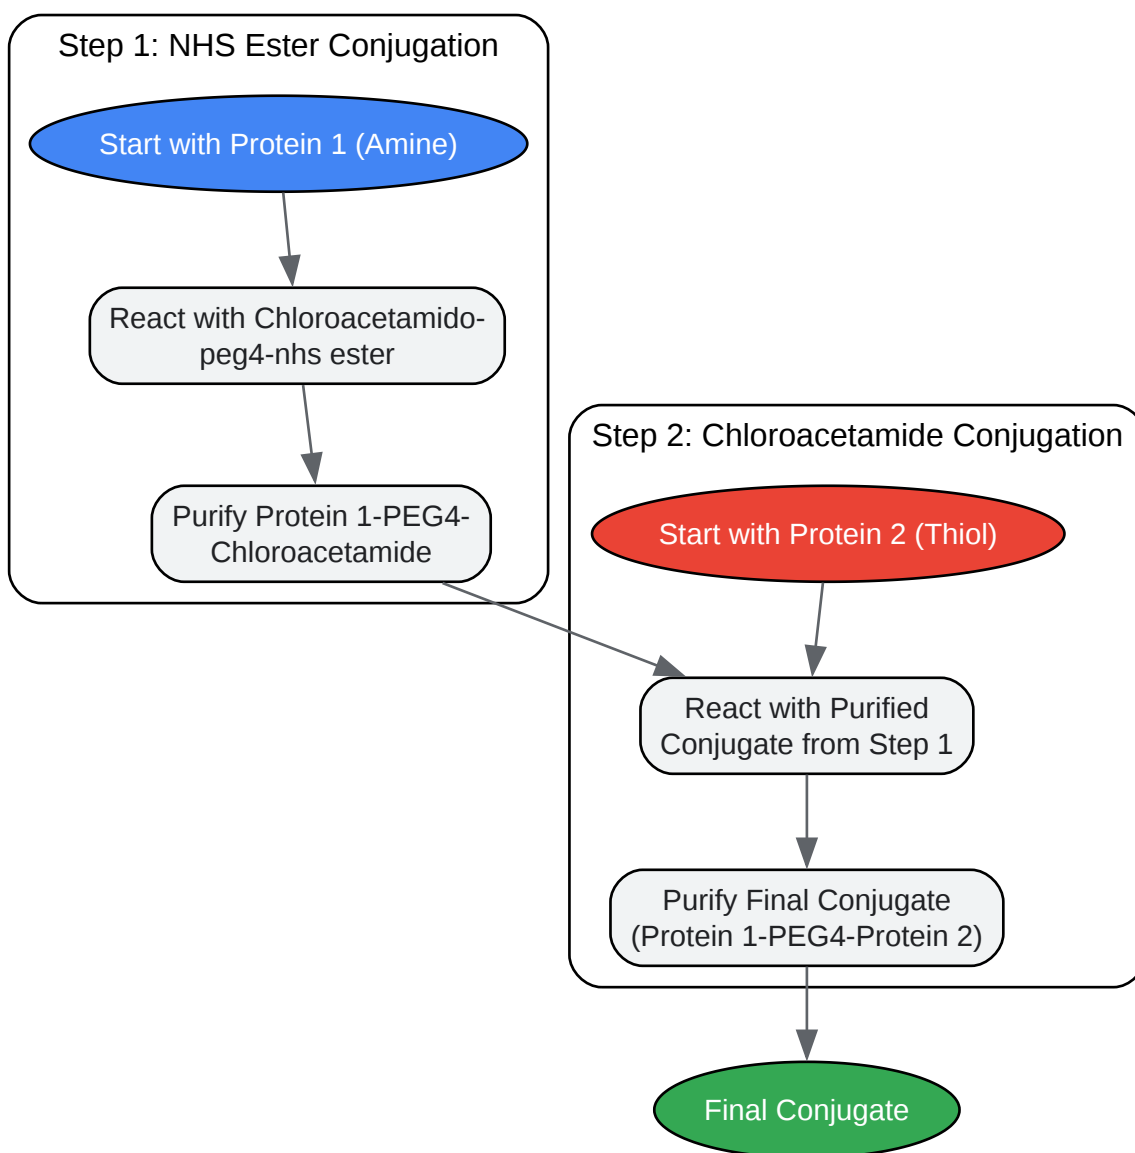 Step 1: NHS Ester Conjugation
Start with Protein 1 (Amine)
React with Chloroacetamido-
peg4-nhs ester
Purify Protein 1-PEG4-
Chloroacetamide
Step 2: Chloroacetamide Conjugation
Start with Protein 2 (Thiol)
React with Purified
Conjugate from Step 1
Purify Final Conjugate
(Protein 1-PEG4-Protein 2)
Final Conjugate